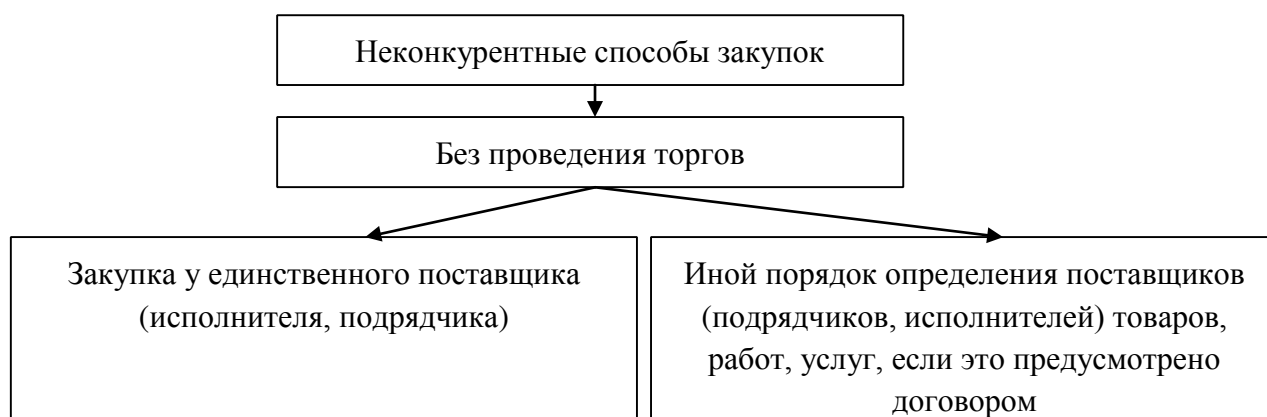 Неконкурентные способы закупок
Без проведения торгов
Закупка у единственного поставщика
(исполнителя, подрядчика)
Иной порядок определения поставщиков
(подрядчиков, исполнителей) товаров,
работ, услуг, если это предусмотрено
договором